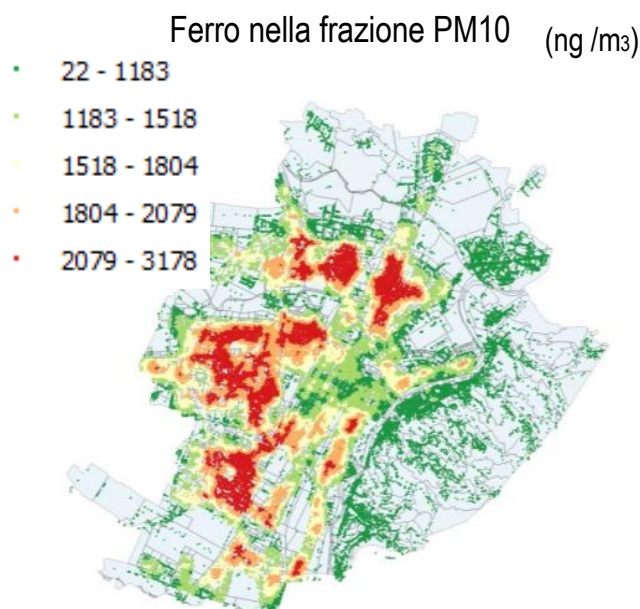 Ferro nella frazione PM10 (ng /m3)
22 - 1183
1183 - 1518
1518 - 1804
1804 - 2079
2079 - 3178